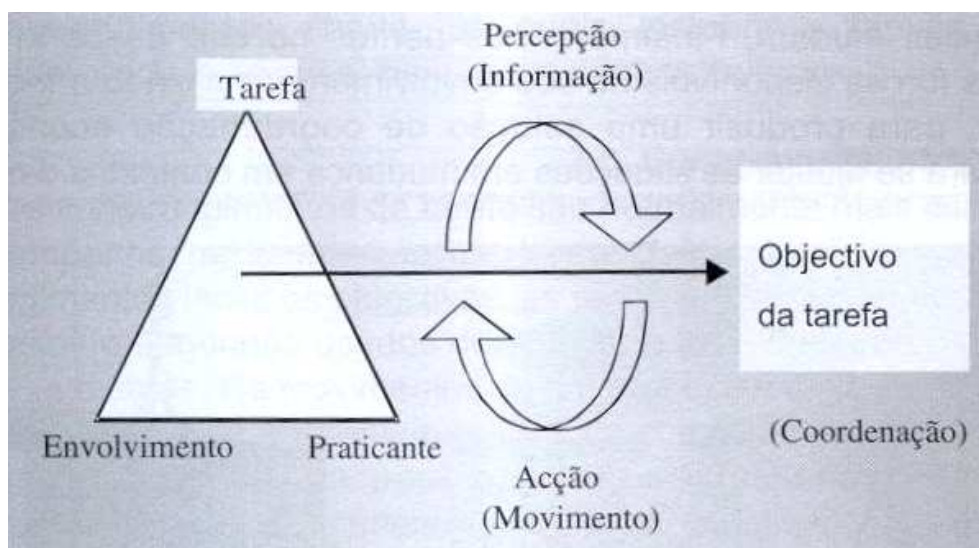 Percepção
(Informação)
Tarefa
Objectivo
da tarefa
Envolvimento
Praticante
(Coordenação)
Acção
(Movimento)